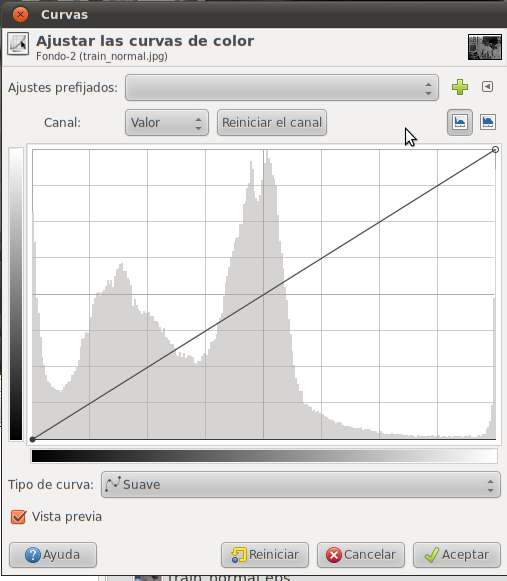 Curvas
Ajustar las curvas de color
Fondo-2 (train_normal.jpg)
Ajustes prefijados:
Canal: Valor Reiniciar el canal
Tipo de curva: Suave
Vista previa
Ayuda Reiniciar Cancelar Aceptar
train_normal.eps